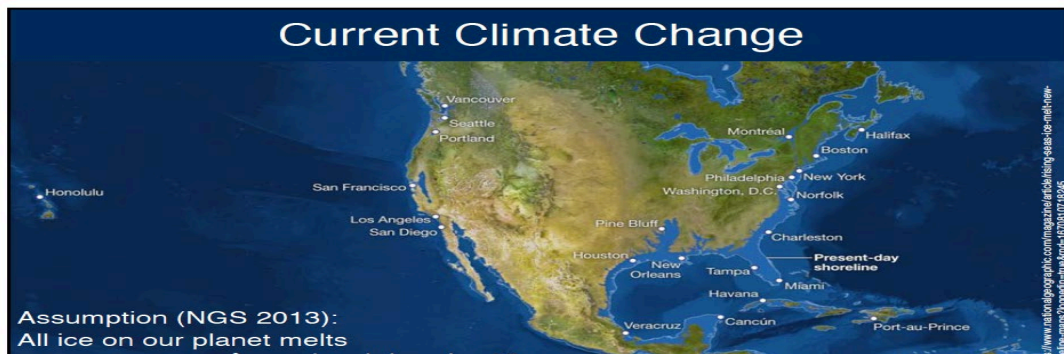 Current Climate Change
Vancouver
Seattle
Portland
Montréal
Halifax
Boston
Honolulu
San Francisco
Philadelphia
New York
Washington, D.C.
Norfolk
Los Angeles
San Diego
Pine Bluff
Charleston
Houston
New
Orleans
Tampa
Present-day
shoreline
Miami
Havana
Veracruz
Cancún
Port-au-Prince
Assumption (NGS 2013):
All ice on our planet melts